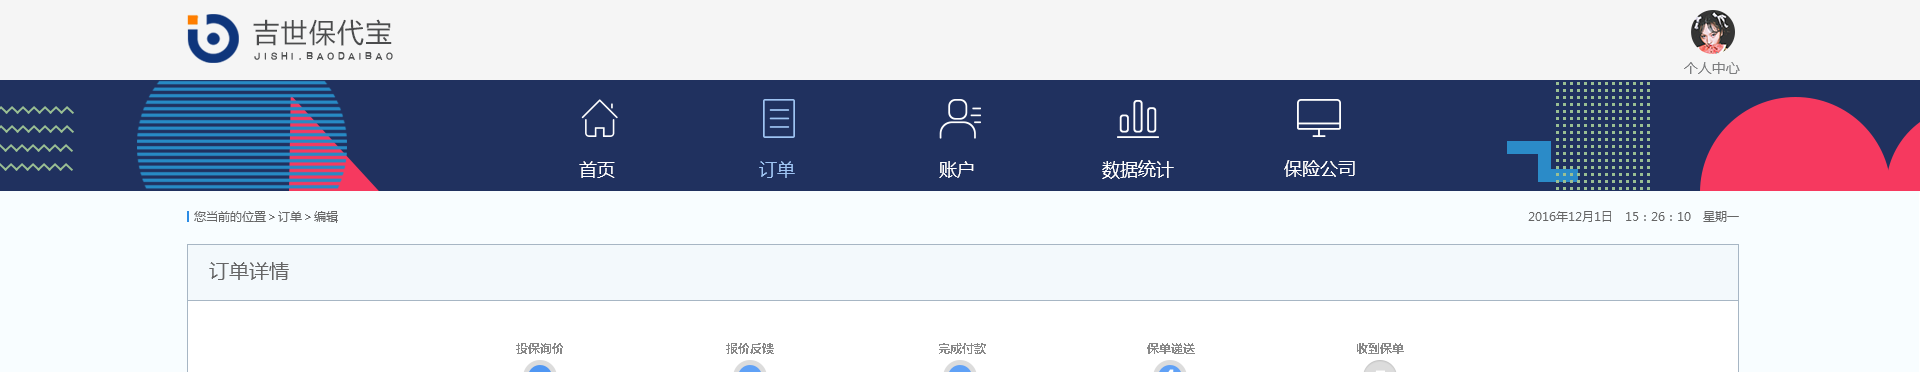 吉世保代宝
JISHI.BAODAIBAO
个人中心
首页 订单 账户 数据统计 保险公司
您当前的位置 > 订单 > 编辑
2016年12月1日 15：26：10 星期一
订单详情
投保询价 报价反馈 完成付款 保单递送 收到保单